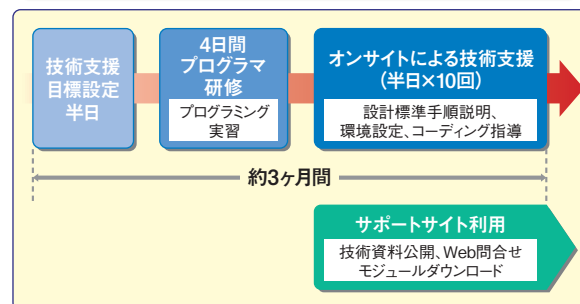 技術支援
目標設定
半日
4日間
プログラマ
研修
プログラミング
実習
オンサイトによる技術支援
(半日×10回)
設計標準手順説明、
環境設定、コーディング指導
約3ヶ月間
サポートサイト利用
技術資料公開、Web問合せ
モジュールダウンロード